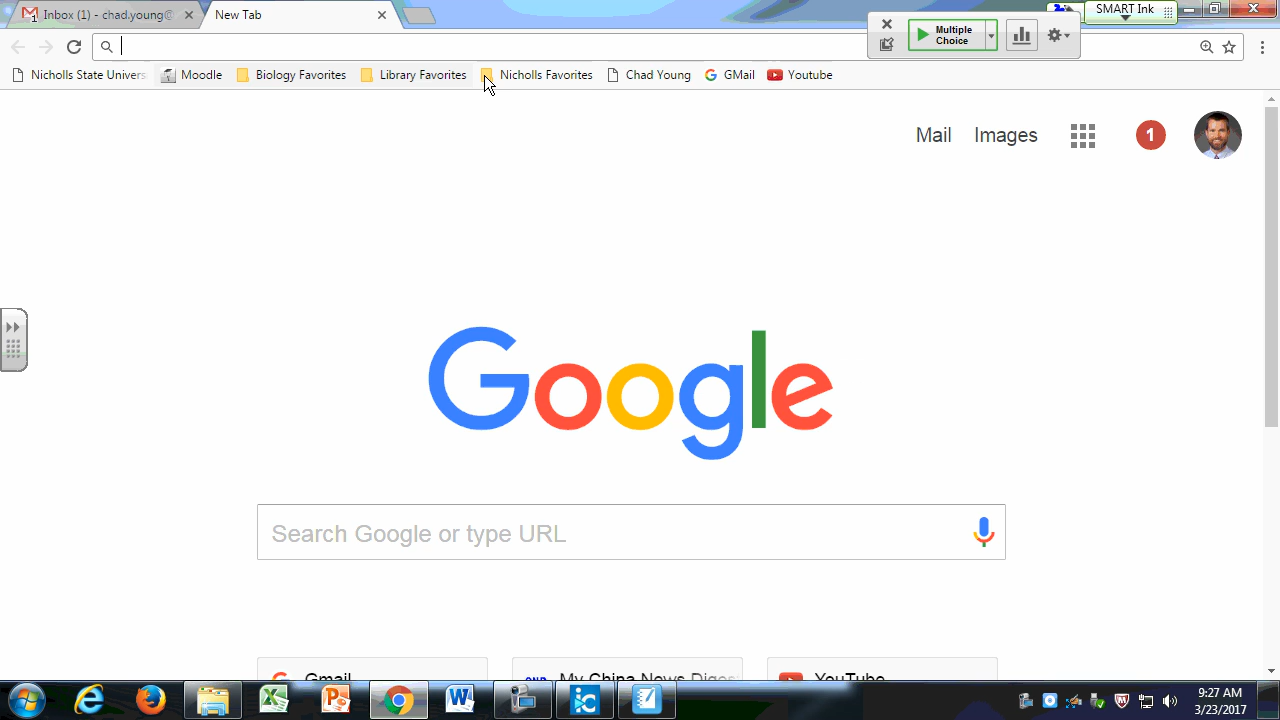 Inbox (1) - chad.young@
New Tab
SMART Ink
Multiple
Choice
Nicholls State Univers
Moodle
Biology Favorites
Library Favorites
Nicholls Favorites
Chad Young
GMail
Youtube
Mail
Images
1
Google
Search Google or type URL
Gmail
My China News Diges
YouTube
9:27 AM
3/23/2017